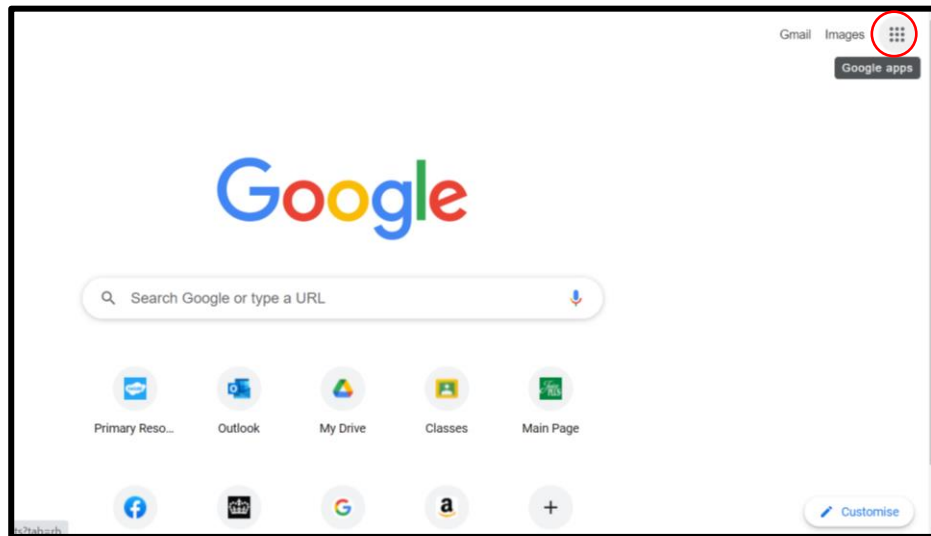 Gmail Images
Google apps
Google
Search Google or type a URL
Primary Reso... Outlook My Drive Classes Main Page
Customise